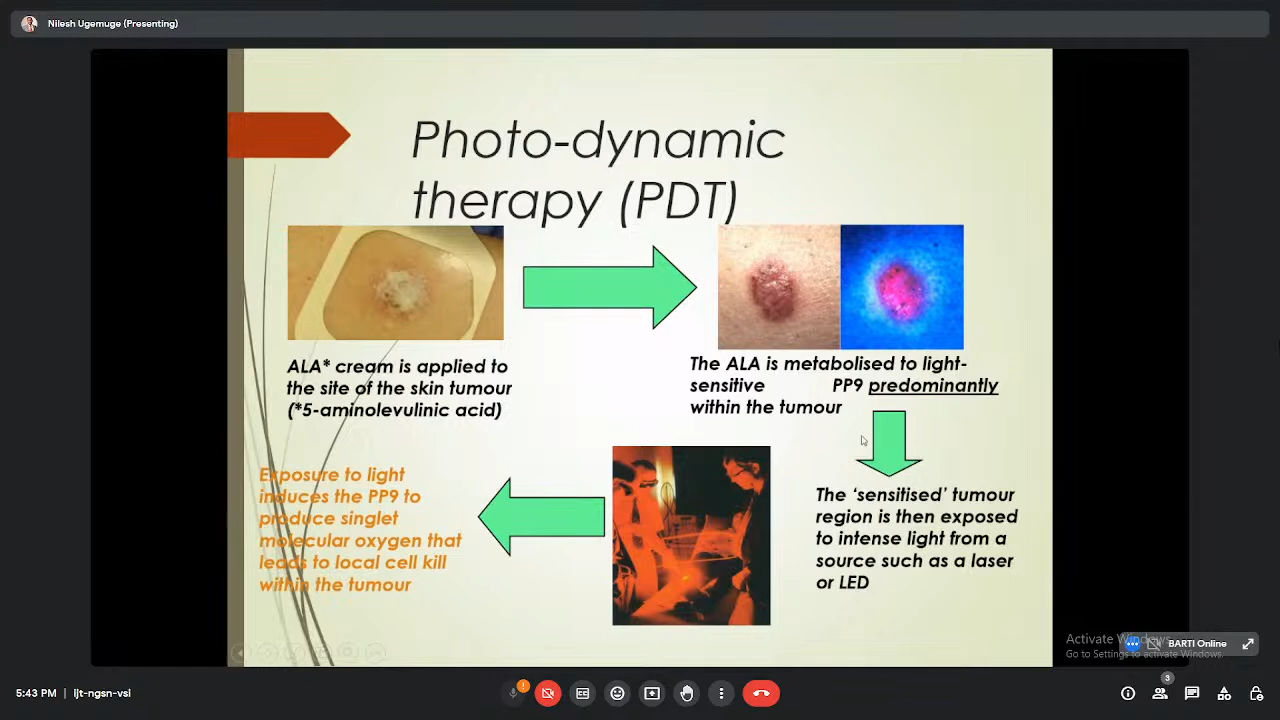 Nilesh Ugemuge (Presenting)
Photo-dynamic
therapy (PDT)
ALA* cream is applied to
the site of the skin tumour
(*5-aminolevulinic acid)
The ALA is metabolised to light-
sensitive PP9 predominantly
within the tumour
The ‘sensitised’ tumour
region is then exposed
to intense light from a
source such as a laser
or LED
Exposure to light
induces the PP9 to
produce singlet
molecular oxygen that
leads to local cell kill
within the tumour
Activate Windows
Go to Settings to activate Windows.
BARTI Online
5:43 PM | ljt-ngsn-vsi
3